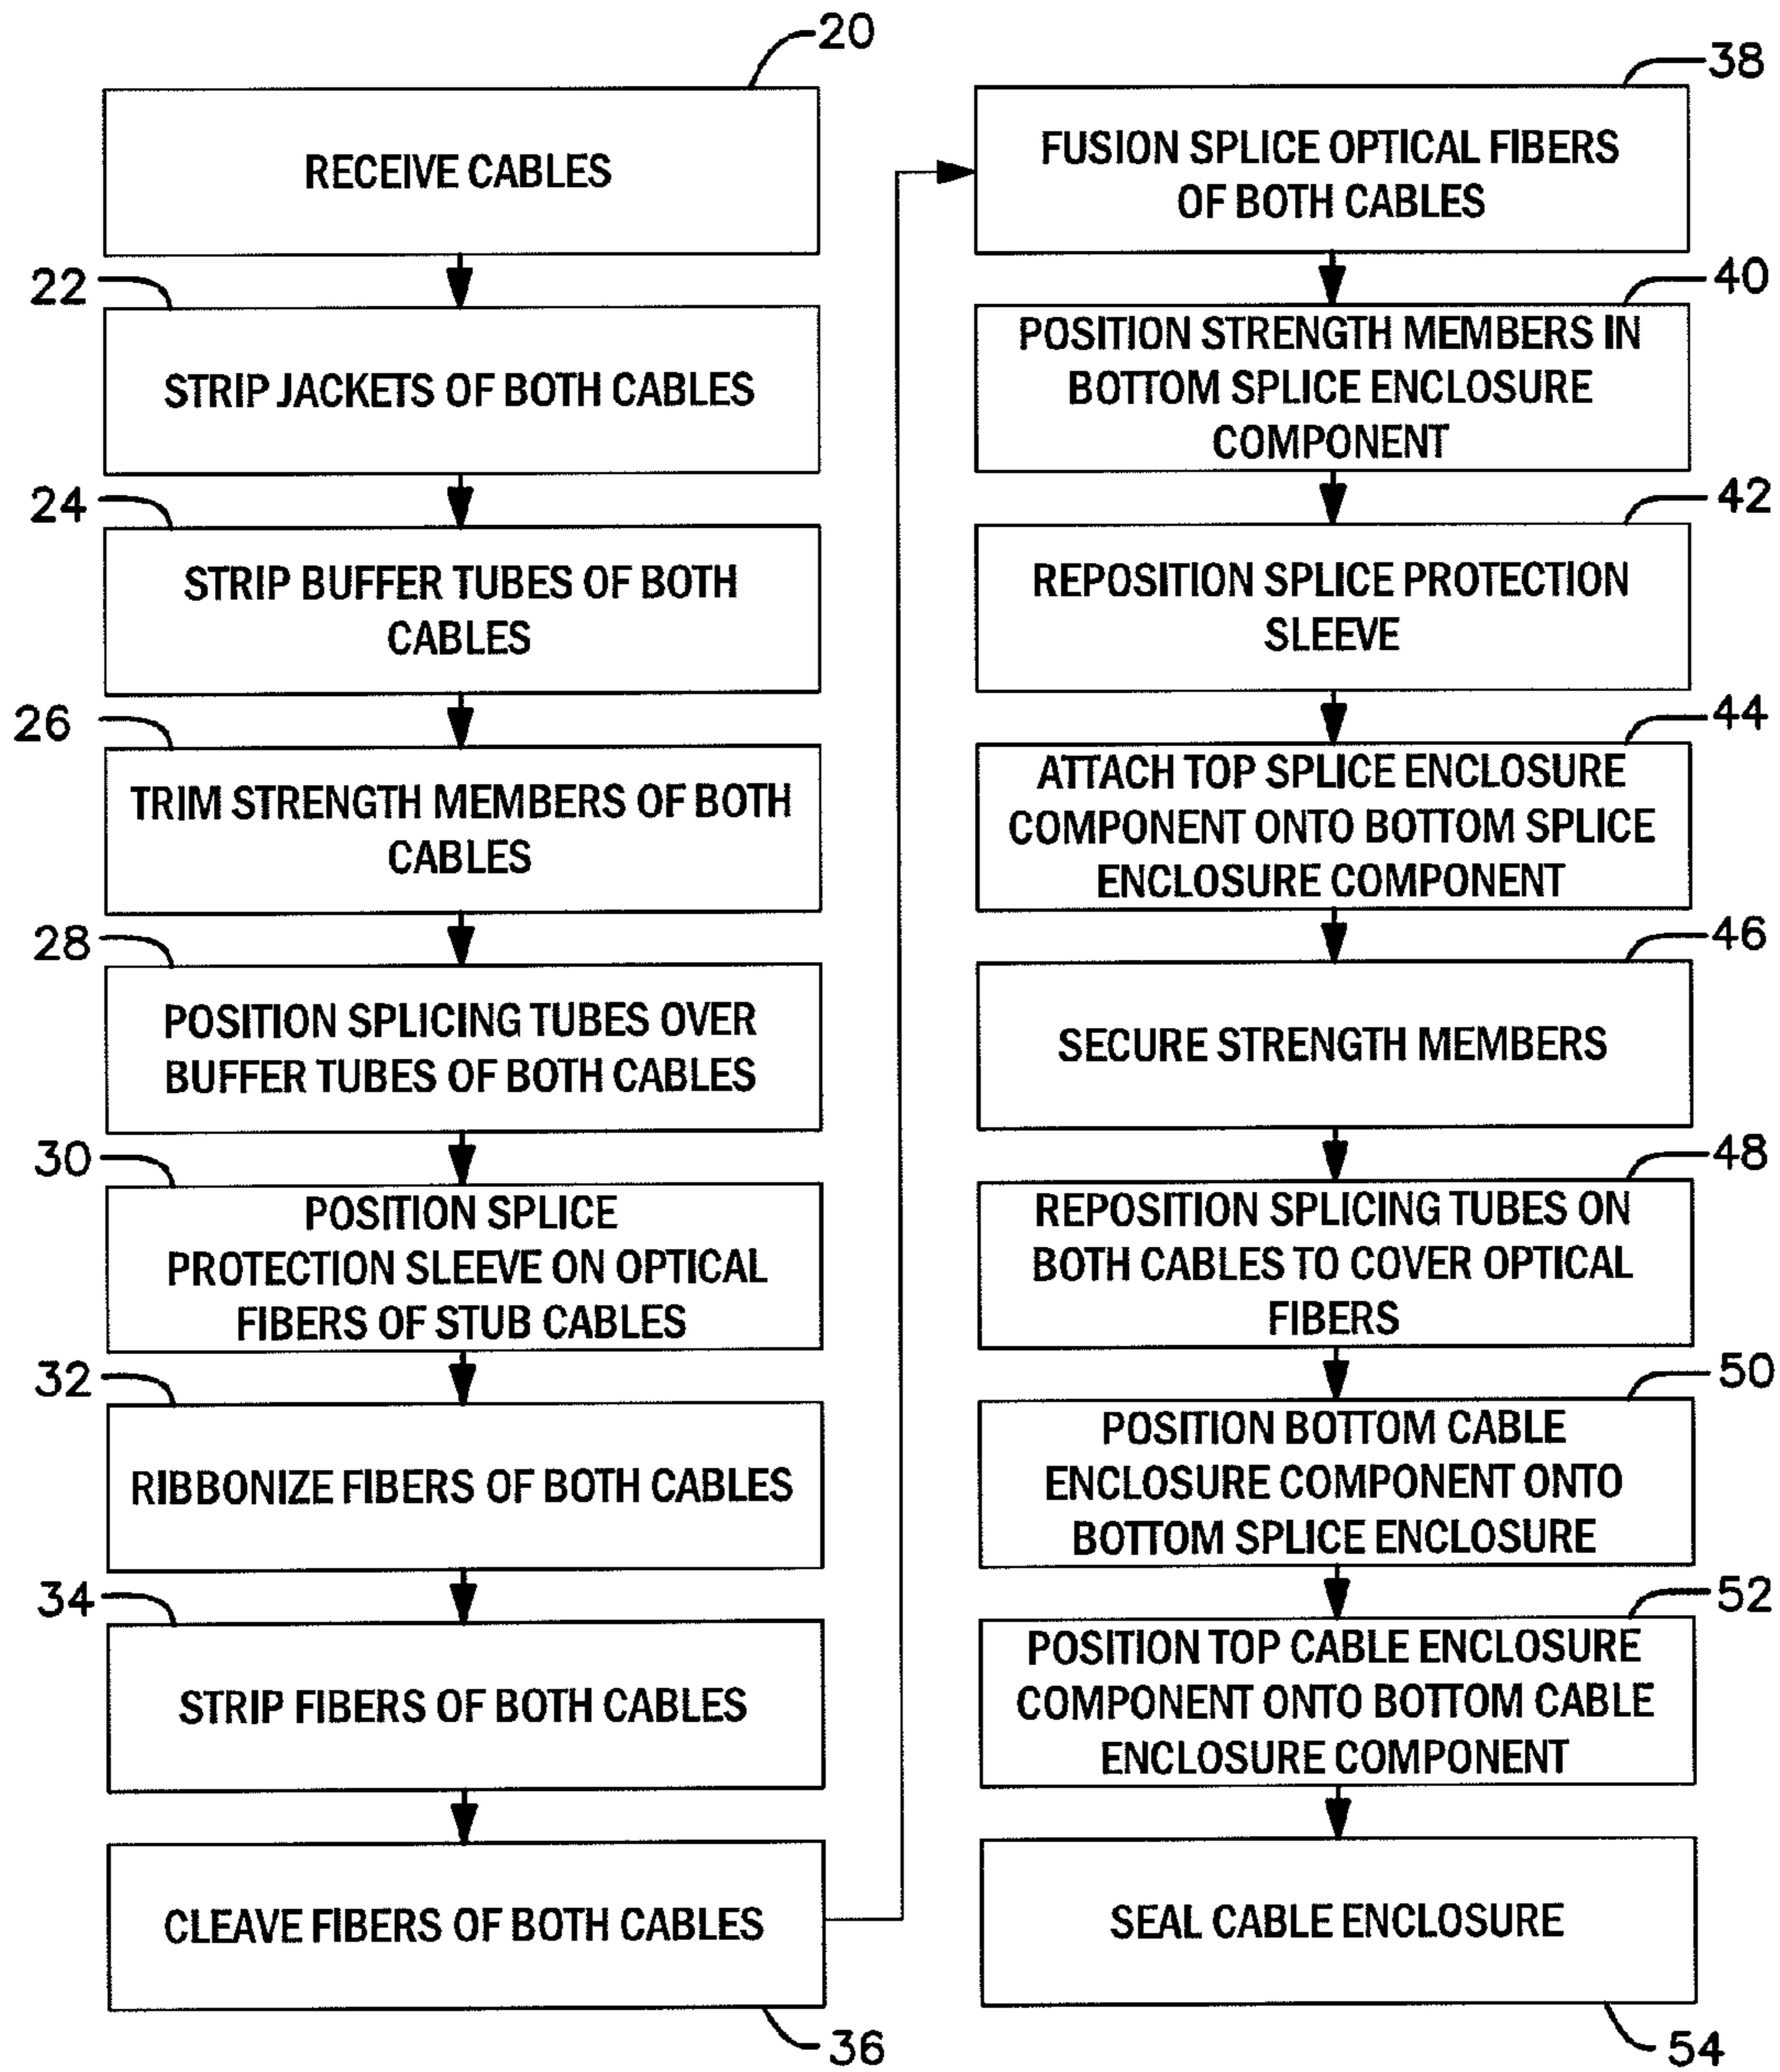 20
RECEIVE CABLES
22
STRIP JACKETS OF BOTH CABLES
24
STRIP BUFFER TUBES OF BOTH
CABLES
26
TRIM STRENGTH MEMBERS OF BOTH
CABLES
28
POSITION SPLICING TUBES OVER
BUFFER TUBES OF BOTH CABLES
30
POSITION SPLICE
PROTECTION SLEEVE ON OPTICAL
FIBERS OF STUB CABLES
32
RIBBONIZE FIBERS OF BOTH CABLES
34
STRIP FIBERS OF BOTH CABLES
CLEAVE FIBERS OF BOTH CABLES
36
38
FUSION SPLICE OPTICAL FIBERS
OF BOTH CABLES
40
POSITION STRENGTH MEMBERS IN
BOTTOM SPLICE ENCLOSURE
COMPONENT
42
REPOSITION SPLICE PROTECTION
SLEEVE
44
ATTACH TOP SPLICE ENCLOSURE
COMPONENT ONTO BOTTOM SPLICE
ENCLOSURE COMPONENT
46
SECURE STRENGTH MEMBERS
48
REPOSITION SPLICING TUBES ON
BOTH CABLES TO COVER OPTICAL
FIBERS
50
POSITION BOTTOM CABLE
ENCLOSURE COMPONENT ONTO
BOTTOM SPLICE ENCLOSURE
52
POSITION TOP CABLE ENCLOSURE
COMPONENT ONTO BOTTOM CABLE
ENCLOSURE COMPONENT
SEAL CABLE ENCLOSURE
54